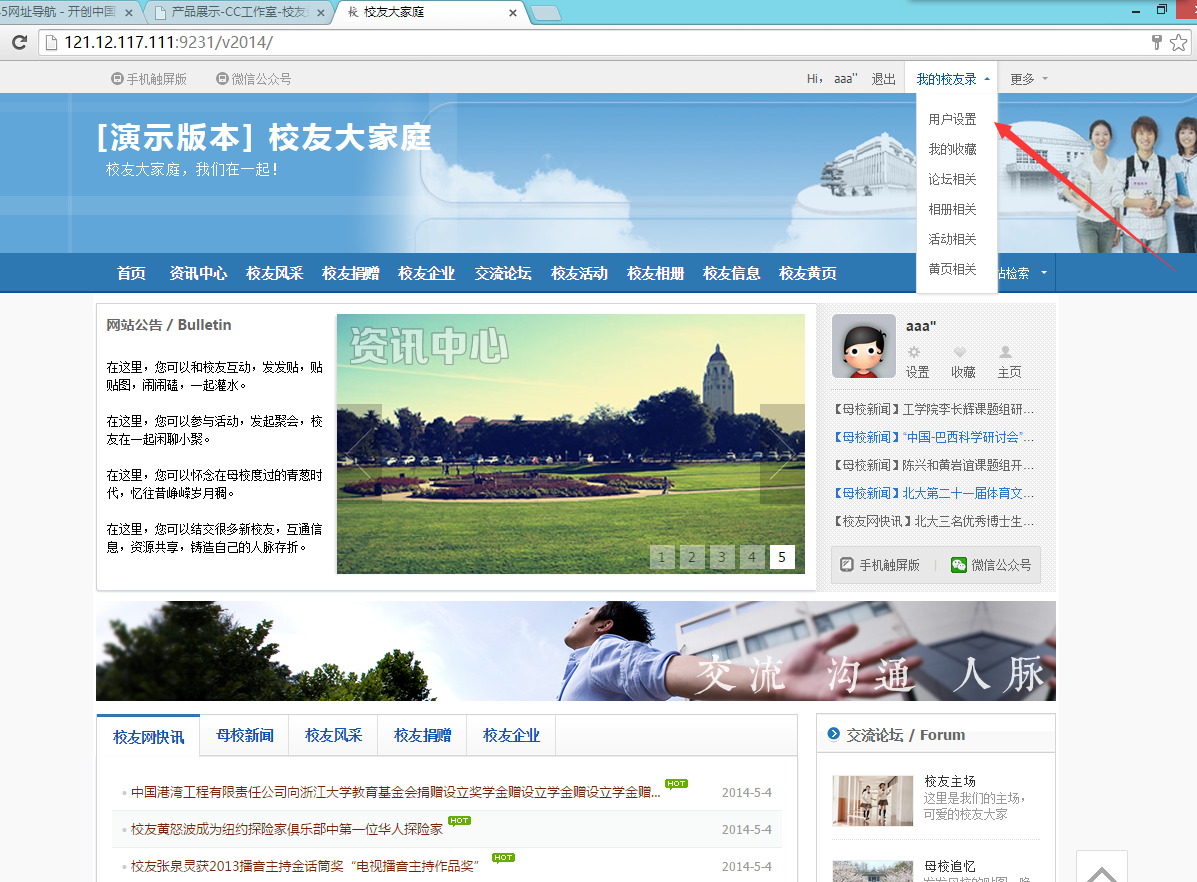 5网址导航 - 开创中国
产品展示-CC工作室-校友
校友大家庭
121.12.117.111:9231/v2014/
手机触屏版 微信公众号
Hi， aaa" 退出 我的校友录 更多
[演示版本] 校友大家庭
校友大家庭，我们在一起！
用户设置
我的收藏
论坛相关
相册相关
活动相关
黄页相关
首页 资讯中心 校友风采 校友捐赠 校友企业 交流论坛 校友活动 校友相册 校友信息 校友黄页 站检索
网站公告 / Bulletin
在这里，您可以和校友互动，发发贴，贴
贴图，闹闹磕，一起灌水。
在这里，您可以参与活动，发起聚会，校
友在一起闲聊小聚。
在这里，您可以怀念在母校度过的青葱时
代，忆往昔峥嵘岁月稠。
在这里，您可以结交很多新校友，互通信
息，资源共享，铸造自己的人脉存折。
资讯中心
1 2 3 4 5
aaa"
设置 收藏 主页
【母校新闻】工学院李长辉课题组研...
【母校新闻】“中国-巴西科学研讨会”...
【母校新闻】陈兴和黄岩谊课题组开...
【母校新闻】北大第二十一届体育文...
【校友网快讯】北大三名优秀博士生...
手机触屏版 微信公众号
交流 沟通 人脉
校友网快讯 母校新闻 校友风采 校友捐赠 校友企业
中国港湾工程有限责任公司向浙江大学教育基金会捐赠设立奖学金赠设立学金赠设立学金赠... HOT 2014-5-4
校友黄怒波成为纽约探险家俱乐部中第一位华人探险家 HOT 2014-5-4
校友张泉灵获2013播音主持金话筒奖“电视播音主持作品奖” HOT 2014-5-4
交流论坛 / Forum
校友主场
这里是我们的主场，
可爱的校友大家
母校追忆